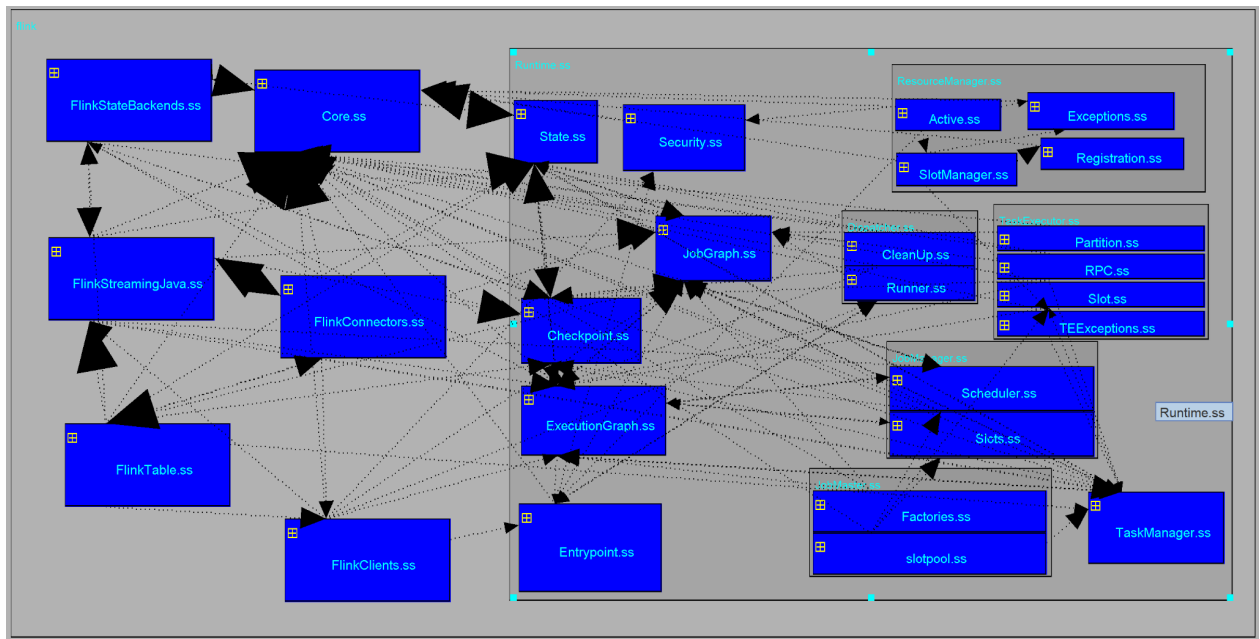 Runtime.ss
ResourceManager.ss
FlinkStateBackends.ss
Core.ss
State.ss
Security.ss
Active.ss
Exceptions.ss
SlotManager.ss
Registration.ss
TaskExecutor.ss
JobGraph.ss
CleanUp.ss
Partition.ss
RPC.ss
FlinkStreamingJava.ss
Runner.ss
Slot.ss
FlinkConnectors.ss
Checkpoint.ss
TEExceptions.ss
Scheduler.ss
Runtime.ss
ExecutionGraph.ss
Slots.ss
FlinkTable.ss
Factories.ss
TaskManager.ss
Entrypoint.ss
slotpool.ss
FlinkClients.ss